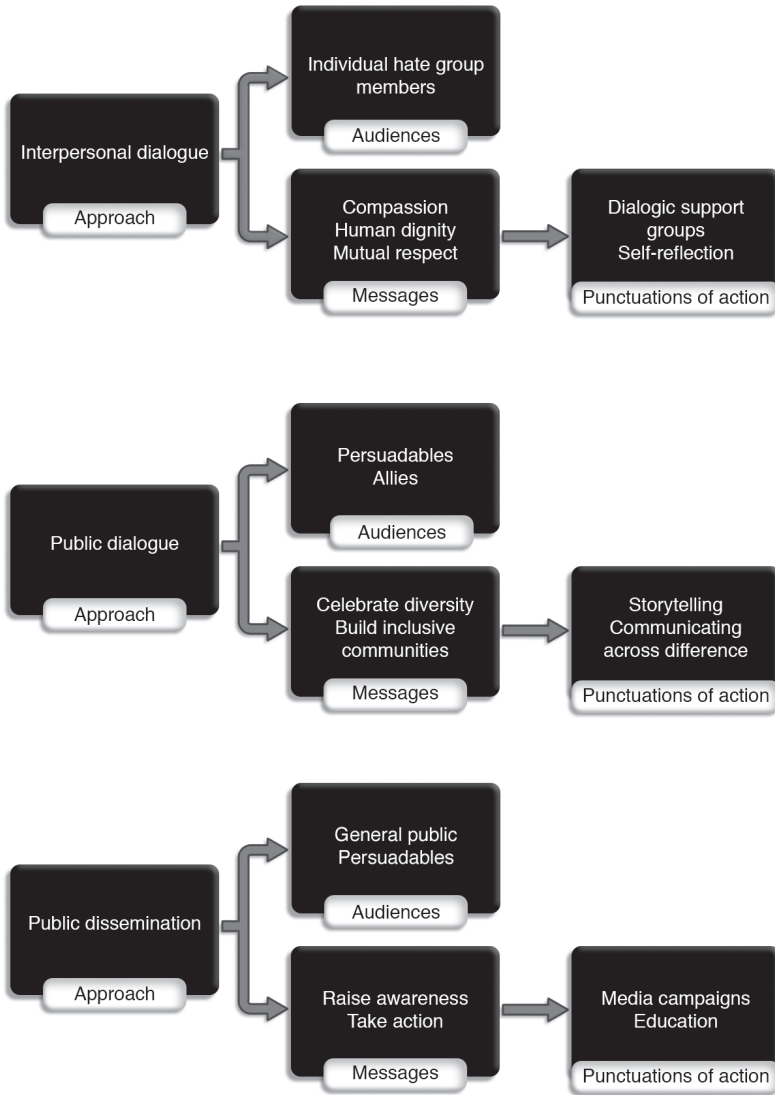 Interpersonal dialogue
Approach
Individual hate group
members
Audiences
Compassion
Human dignity
Mutual respect
Messages
Dialogic support
groups
Self-reflection
Punctuations of action
Public dialogue
Approach
Persuadables
Allies
Audiences
Celebrate diversity
Build inclusive
communities
Messages
Storytelling
Communicating
across difference
Punctuations of action
Public dissemination
Approach
General public
Persuadables
Audiences
Raise awareness
Take action
Messages
Media campaigns
Education
Punctuations of action